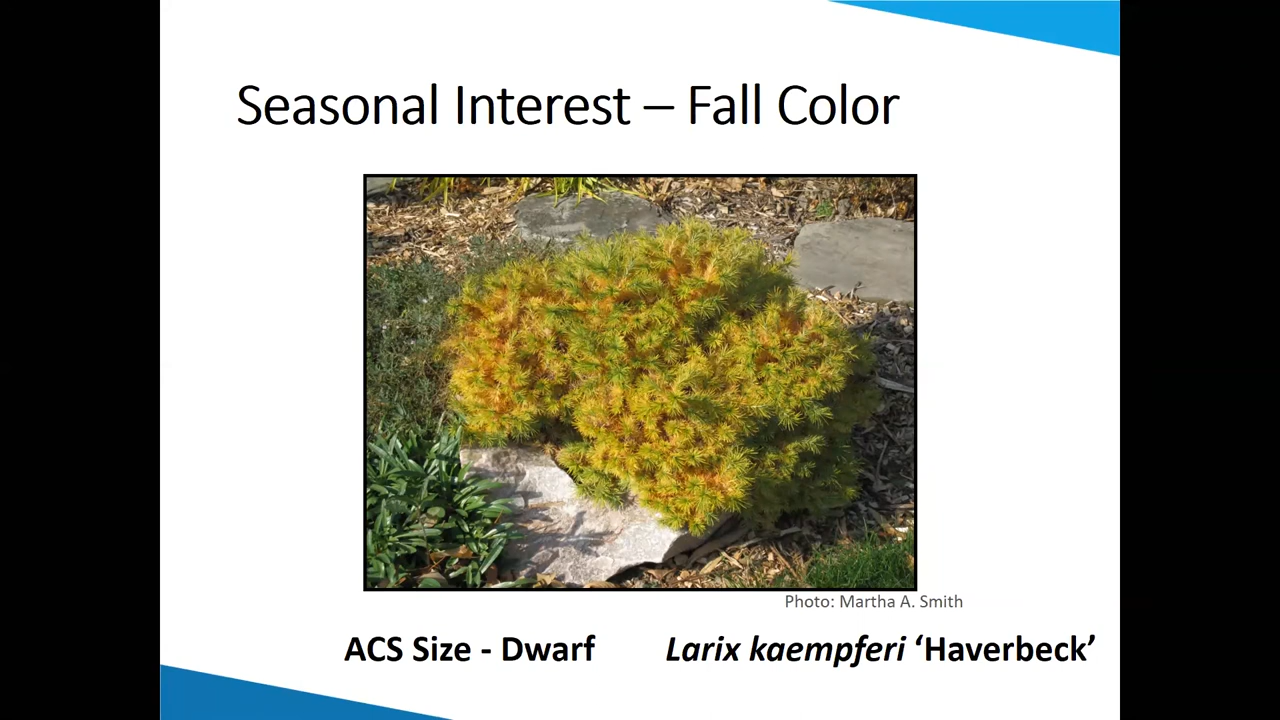 Seasonal Interest – Fall Color
Photo: Martha A. Smith
ACS Size - Dwarf
Larix kaempferi ‘Haverbeck’